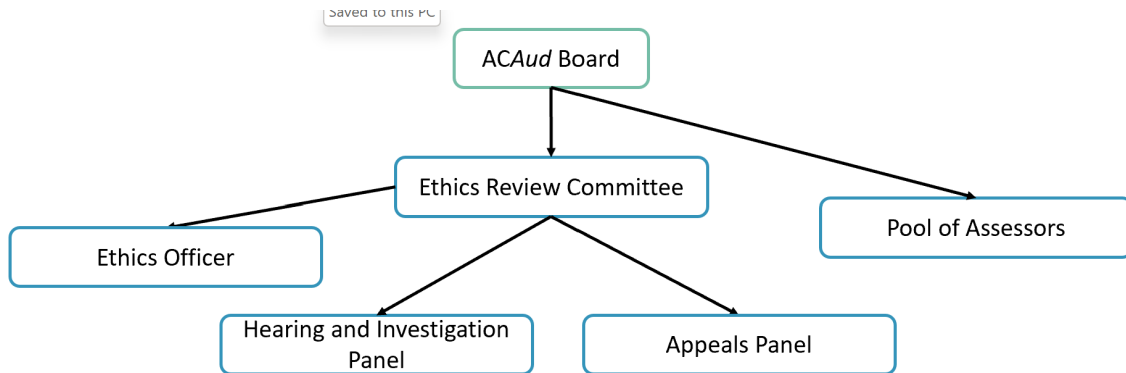 Saved to this PC
ACAud Board
Ethics Review Committee
Pool of Assessors
Ethics Officer
Hearing and Investigation
Panel
Appeals Panel